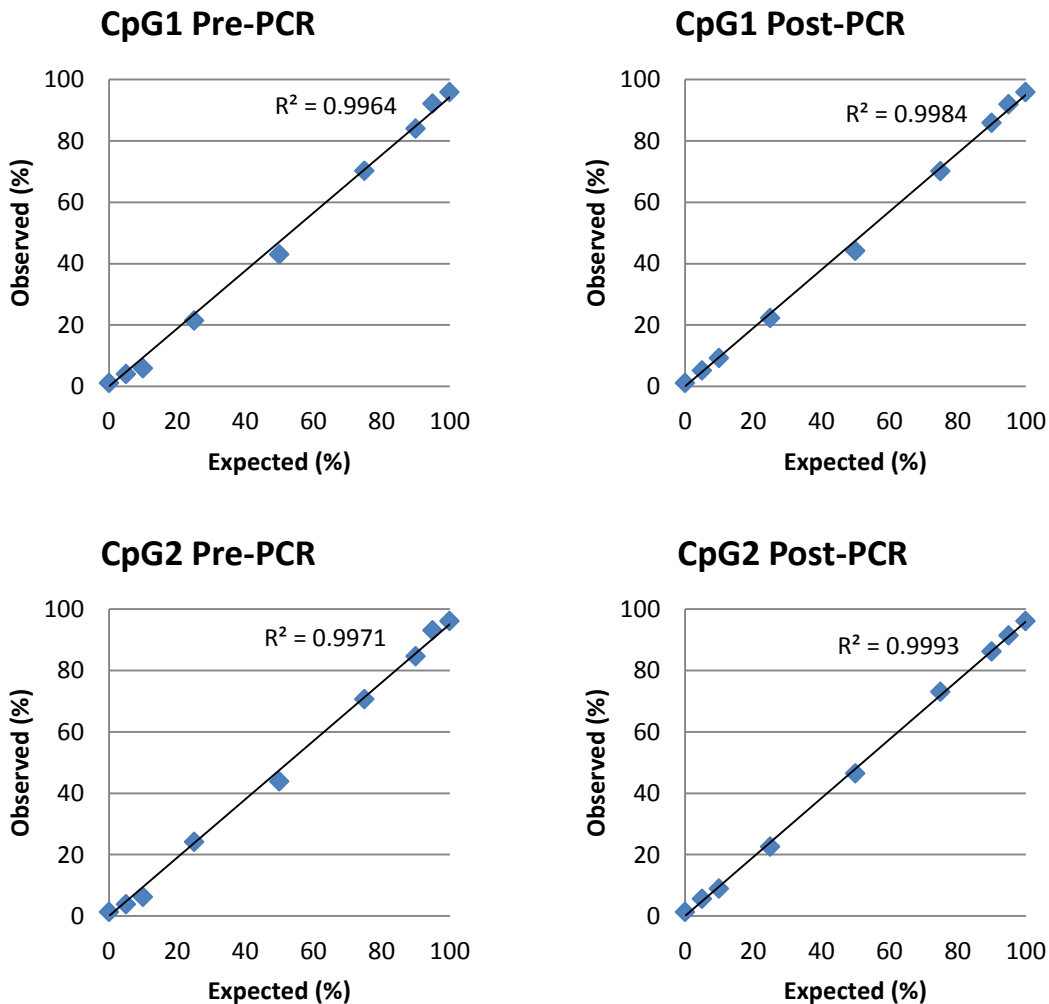 CpG1 Pre-PCR
100
80
60
40
20
0
Observed (%)
R² = 0.9964
0 20 40 60 80 100
Expected (%)
CpG1 Post-PCR
100
80
60
40
20
0
Observed (%)
R² = 0.9984
0 20 40 60 80 100
Expected (%)
CpG2 Pre-PCR
100
80
60
40
20
0
Observed (%)
R² = 0.9971
0 20 40 60 80 100
Expected (%)
CpG2 Post-PCR
100
80
60
40
20
0
Observed (%)
R² = 0.9993
0 20 40 60 80 100
Expected (%)